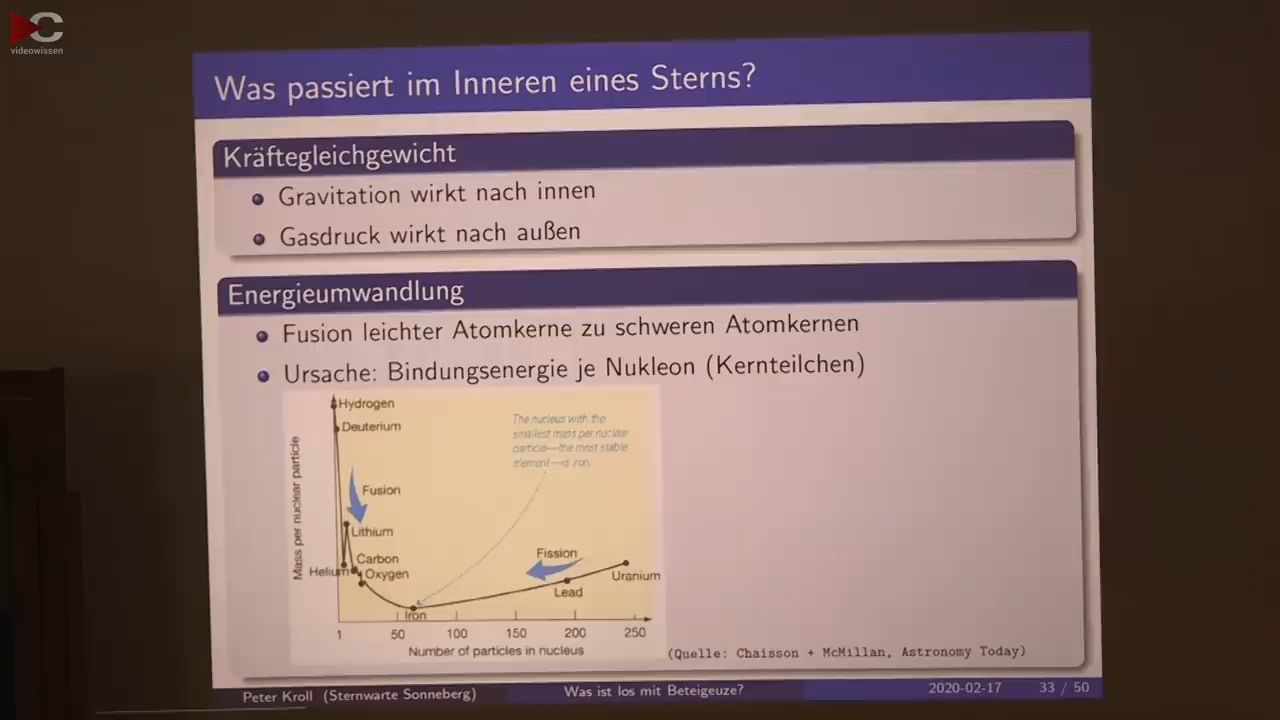 videowissen
Was passiert im Inneren eines Sterns?
Kräftegleichgewicht
Gravitation wirkt nach innen
Gasdruck wirkt nach außen
Energieumwandlung
Fusion leichter Atomkerne zu schweren Atomkernen
Ursache: Bindungsenergie je Nukleon (Kernteilchen)
Hydrogen
Deuterium
The nucleus with the
smallest mass per nuclear
particle—the most stable
element—is iron.
Mass per nuclear particle
Fusion
Lithium
Carbon
Helium
Oxygen
Fission
Uranium
Lead
Iron
1 50 100 150 200 250
Number of particles in nucleus
(Quelle: Chaisson + McMillan, Astronomy Today)
Peter Kroll (Sternwarte Sonneberg) Was ist los mit Beteigeuze? 2020-02-17 33 / 50